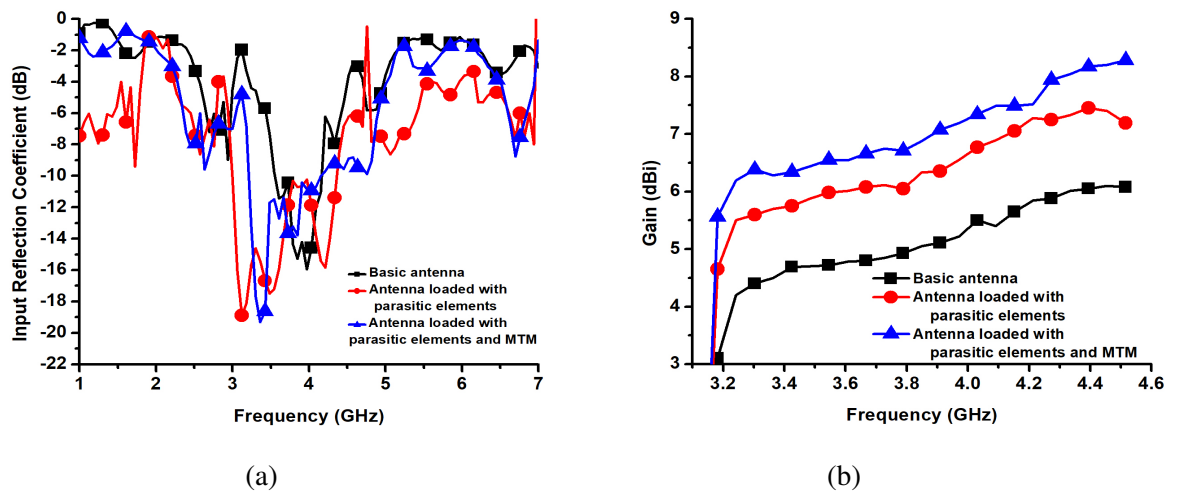 0
-2
-4
-6
-8
-10
-12
-14
-16
-18
-20
-22
Input Reflection Coefficient (dB)
Basic antenna
Antenna loaded with
parasitic elements
Antenna loaded with
parasitic elements and MTM
1 2 3 4 5 6 7
Frequency (GHz)
(a)
8
7
6
5
4
3
Gain (dBi)
Basic antenna
Antenna loaded with
parasitic elements
Antenna loaded with
parasitic elements and MTM
3.2 3.4 3.6 3.8 4.0 4.2 4.4 4.6
Frequency (GHz)
(b)